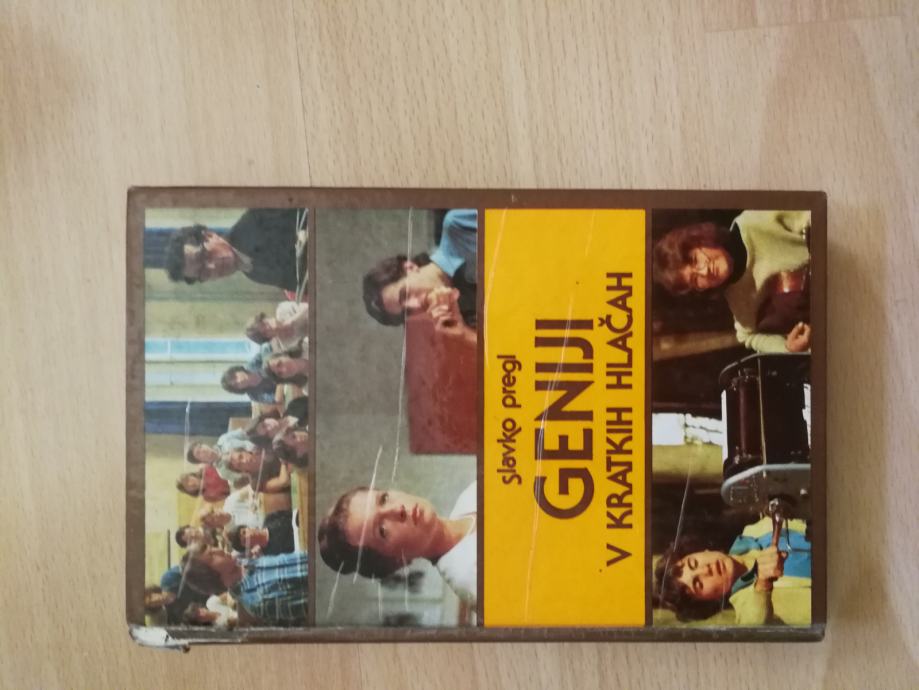 slavko pregl
GENIJI
V KRATKIH HLAČAH